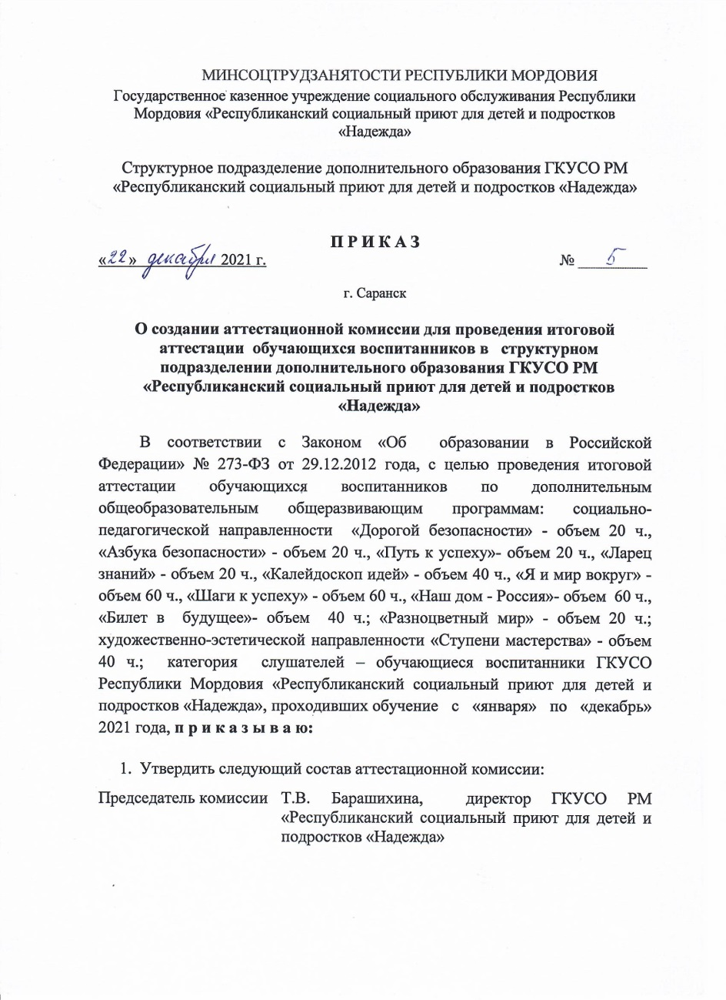 МИНСОЦТРУДЗАНЯТОСТИ РЕСПУБЛИКИ МОРДОВИЯ
Государственное казенное учреждение социального обслуживания Республики
Мордовия «Республиканский социальный приют для детей и подростков
«Надежда»
Структурное подразделение дополнительного образования ГКУСО РМ
«Республиканский социальный приют для детей и подростков «Надежда»
П Р И К А З
«22» декабря 2021 г. № 5
г. Саранск
О создании аттестационной комиссии для проведения итоговой
аттестации обучающихся воспитанников в структурном
подразделении дополнительного образования ГКУСО РМ
«Республиканский социальный приют для детей и подростков
«Надежда»
В соответствии с Законом «Об образовании в Российской
Федерации» № 273-ФЗ от 29.12.2012 года, с целью проведения итоговой
аттестации обучающихся воспитанников по дополнительным
общеобразовательным общеразвивающим программам: социально-
педагогической направленности «Дорогой безопасности» - объем 20 ч.,
«Азбука безопасности» - объем 20 ч., «Путь к успеху»- объем 20 ч., «Ларец
знаний» - объем 20 ч., «Калейдоскоп идей» - объем 40 ч., «Я и мир вокруг» -
объем 60 ч., «Шаги к успеху» - объем 60 ч., «Наш дом - Россия»- объем 60 ч.,
«Билет в будущее»- объем 40 ч.; «Разноцветный мир» - объем 20 ч.;
художественно-эстетической направленности «Ступени мастерства» - объем
40 ч.; категория слушателей – обучающиеся воспитанники ГКУСО
Республики Мордовия «Республиканский социальный приют для детей и
подростков «Надежда», проходивших обучение с «января» по «декабрь»
2021 года, п р и к а з ы в а ю:
1. Утвердить следующий состав аттестационной комиссии:
Председатель комиссии Т.В. Барашихина, директор ГКУСО РМ
«Республиканский социальный приют для детей и
подростков «Надежда»